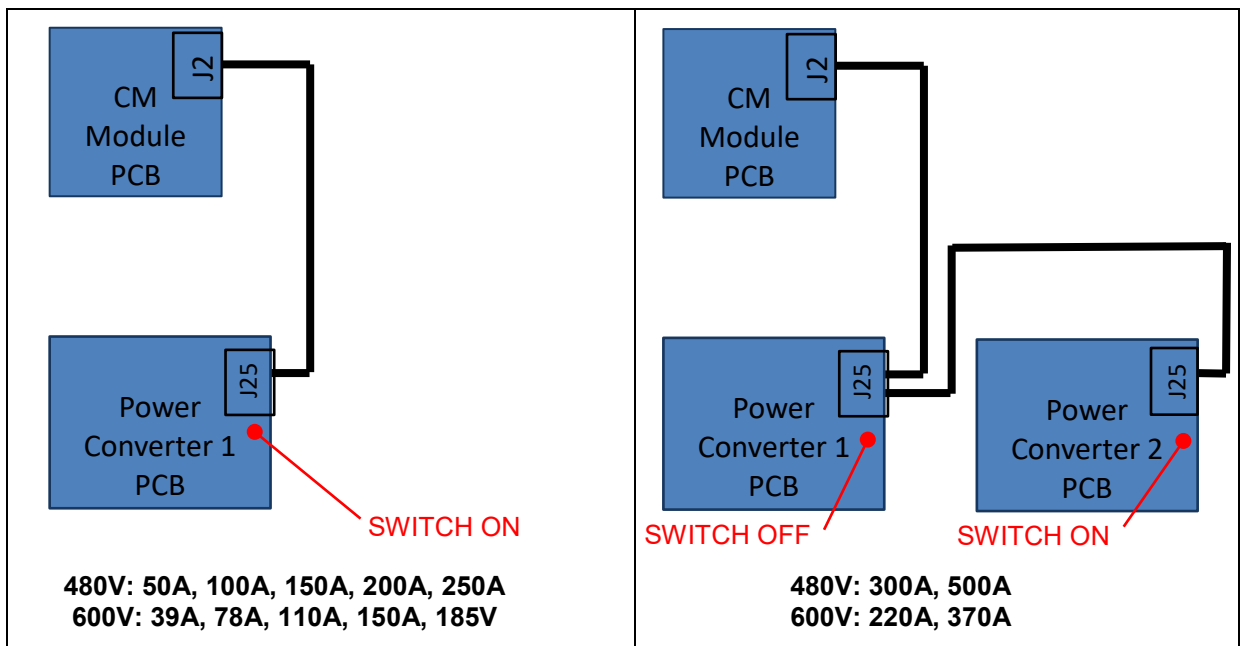 J2
CM
Module
PCB
J25
Power
Converter 1
PCB
SWITCH ON
480V: 50A, 100A, 150A, 200A, 250A
600V: 39A, 78A, 110A, 150A, 185V
J2
CM
Module
PCB
J25
Power
Converter 1
PCB
SWITCH OFF
J25
Power
Converter 2
PCB
SWITCH ON
480V: 300A, 500A
600V: 220A, 370A